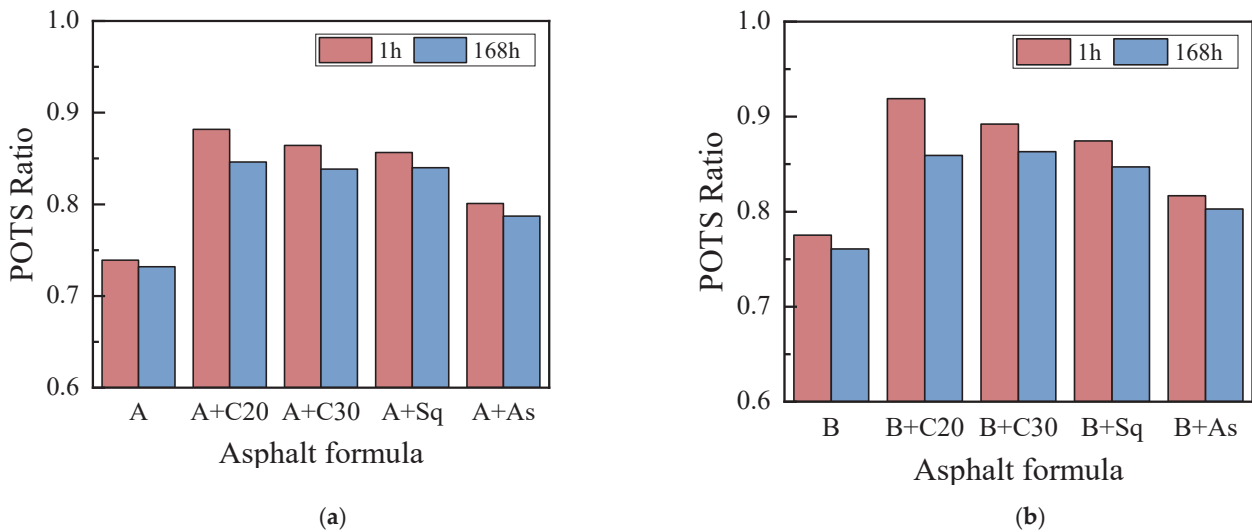 1.0
0.9
0.8
0.7
0.6
POTS Ratio
1h 168h
A A+C20 A+C30 A+Sq A+As
Asphalt formula
(a)
1.0
0.9
0.8
0.7
0.6
POTS Ratio
1h 168h
B B+C20 B+C30 B+Sq B+As
Asphalt formula
(b)